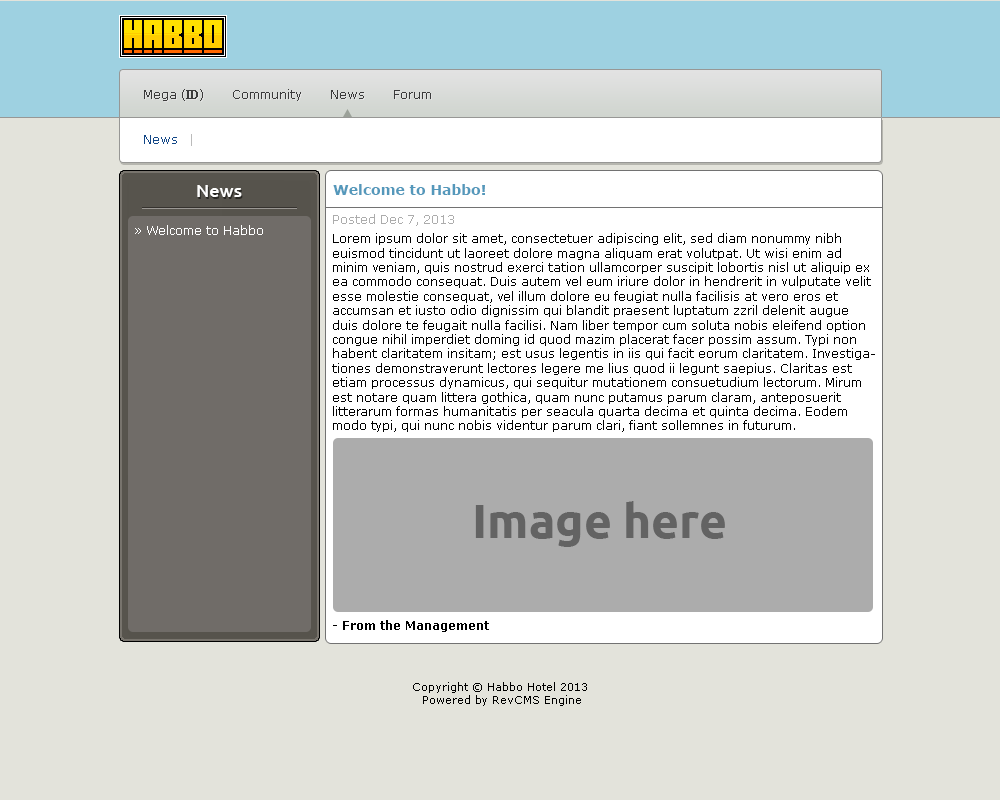 HABBO
Mega (ID) Community News Forum
News |
News
» Welcome to Habbo
Welcome to Habbo!
Posted Dec 7, 2013
Lorem ipsum dolor sit amet, consectetuer adipiscing elit, sed diam nonummy nibh
euismod tincidunt ut laoreet dolore magna aliquam erat volutpat. Ut wisi enim ad
minim veniam, quis nostrud exerci tation ullamcorper suscipit lobortis nisl ut aliquip ex
ea commodo consequat. Duis autem vel eum iriure dolor in hendrerit in vulputate velit
esse molestie consequat, vel illum dolore eu feugiat nulla facilisis at vero eros et
accumsan et iusto odio dignissim qui blandit praesent luptatum zzril delenit augue
duis dolore te feugait nulla facilisi. Nam liber tempor cum soluta nobis eleifend option
congue nihil imperdiet doming id quod mazim placerat facer possim assum. Typi non
habent claritatem insitam; est usus legentis in iis qui facit eorum claritatem. Investiga-
tiones demonstraverunt lectores legere me lius quod ii legunt saepius. Claritas est
etiam processus dynamicus, qui sequitur mutationem consuetudium lectorum. Mirum
est notare quam littera gothica, quam nunc putamus parum claram, anteposuerit
litterarum formas humanitatis per seacula quarta decima et quinta decima. Eodem
modo typi, qui nunc nobis videntur parum clari, fiant sollemnes in futurum.
Image here
- From the Management
Copyright © Habbo Hotel 2013
Powered by RevCMS Engine